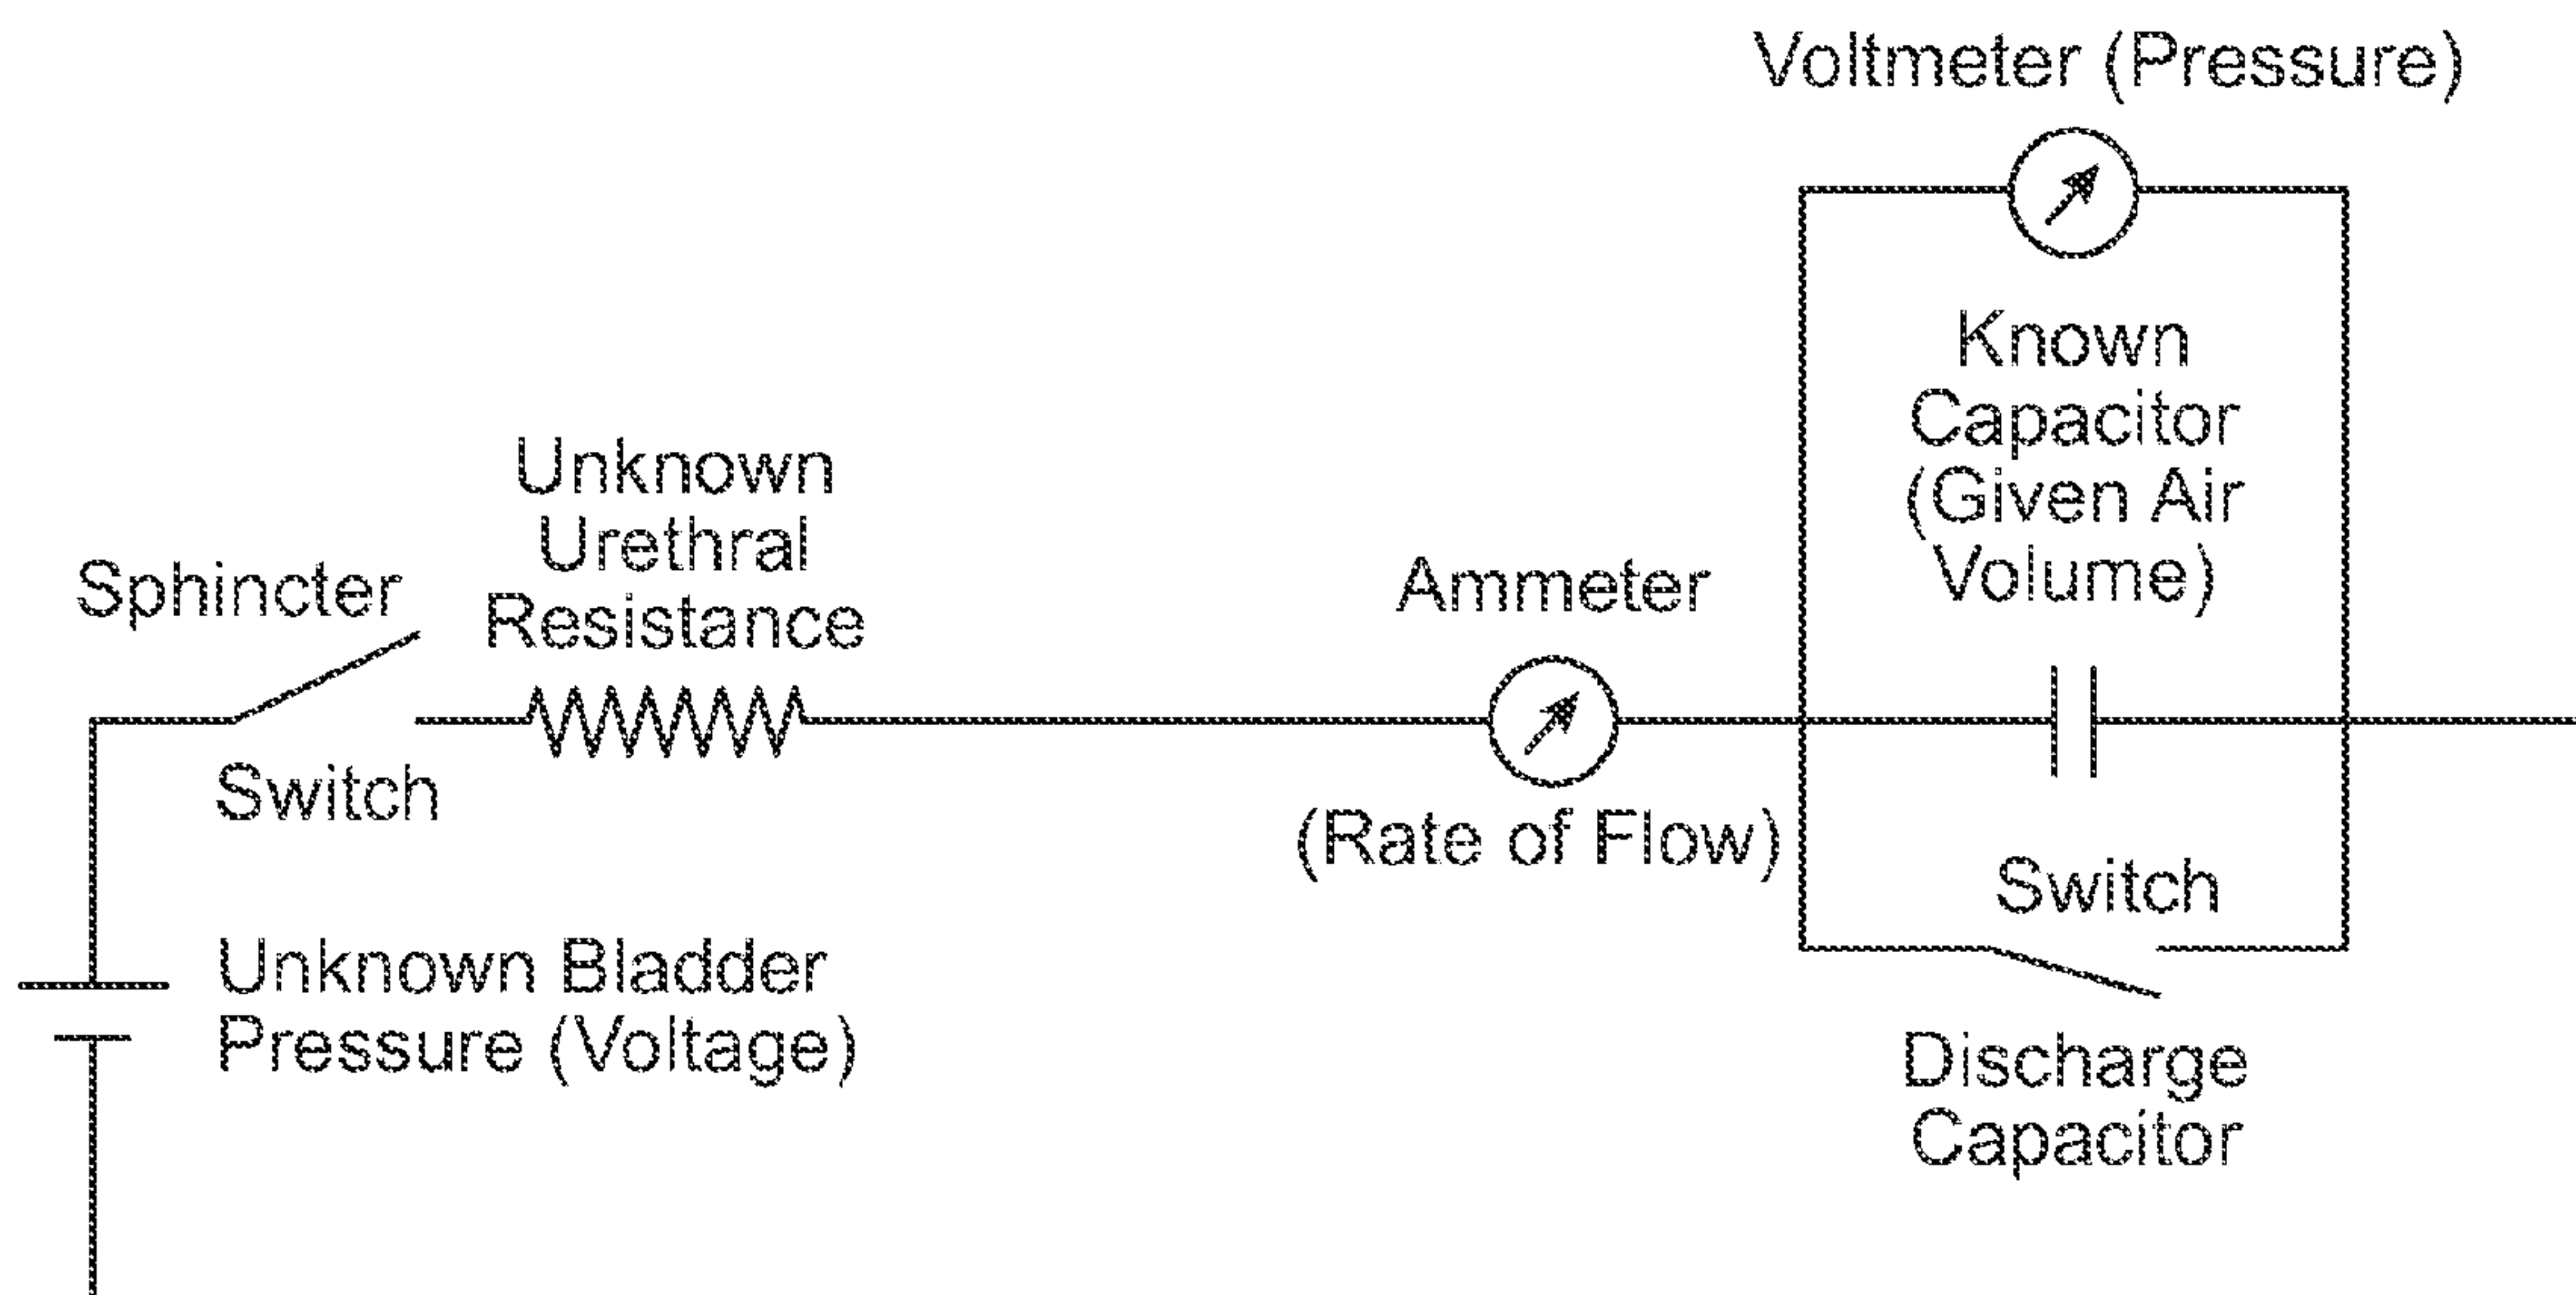 Voltmeter (Pressure)
Known
Capacitor
(Given Air
Volume)
Unknown
Urethral
Resistance
Sphincter
Switch
Ammeter
(Rate of Flow)
Switch
Discharge
Capacitor
Unknown Bladder
Pressure (Voltage)